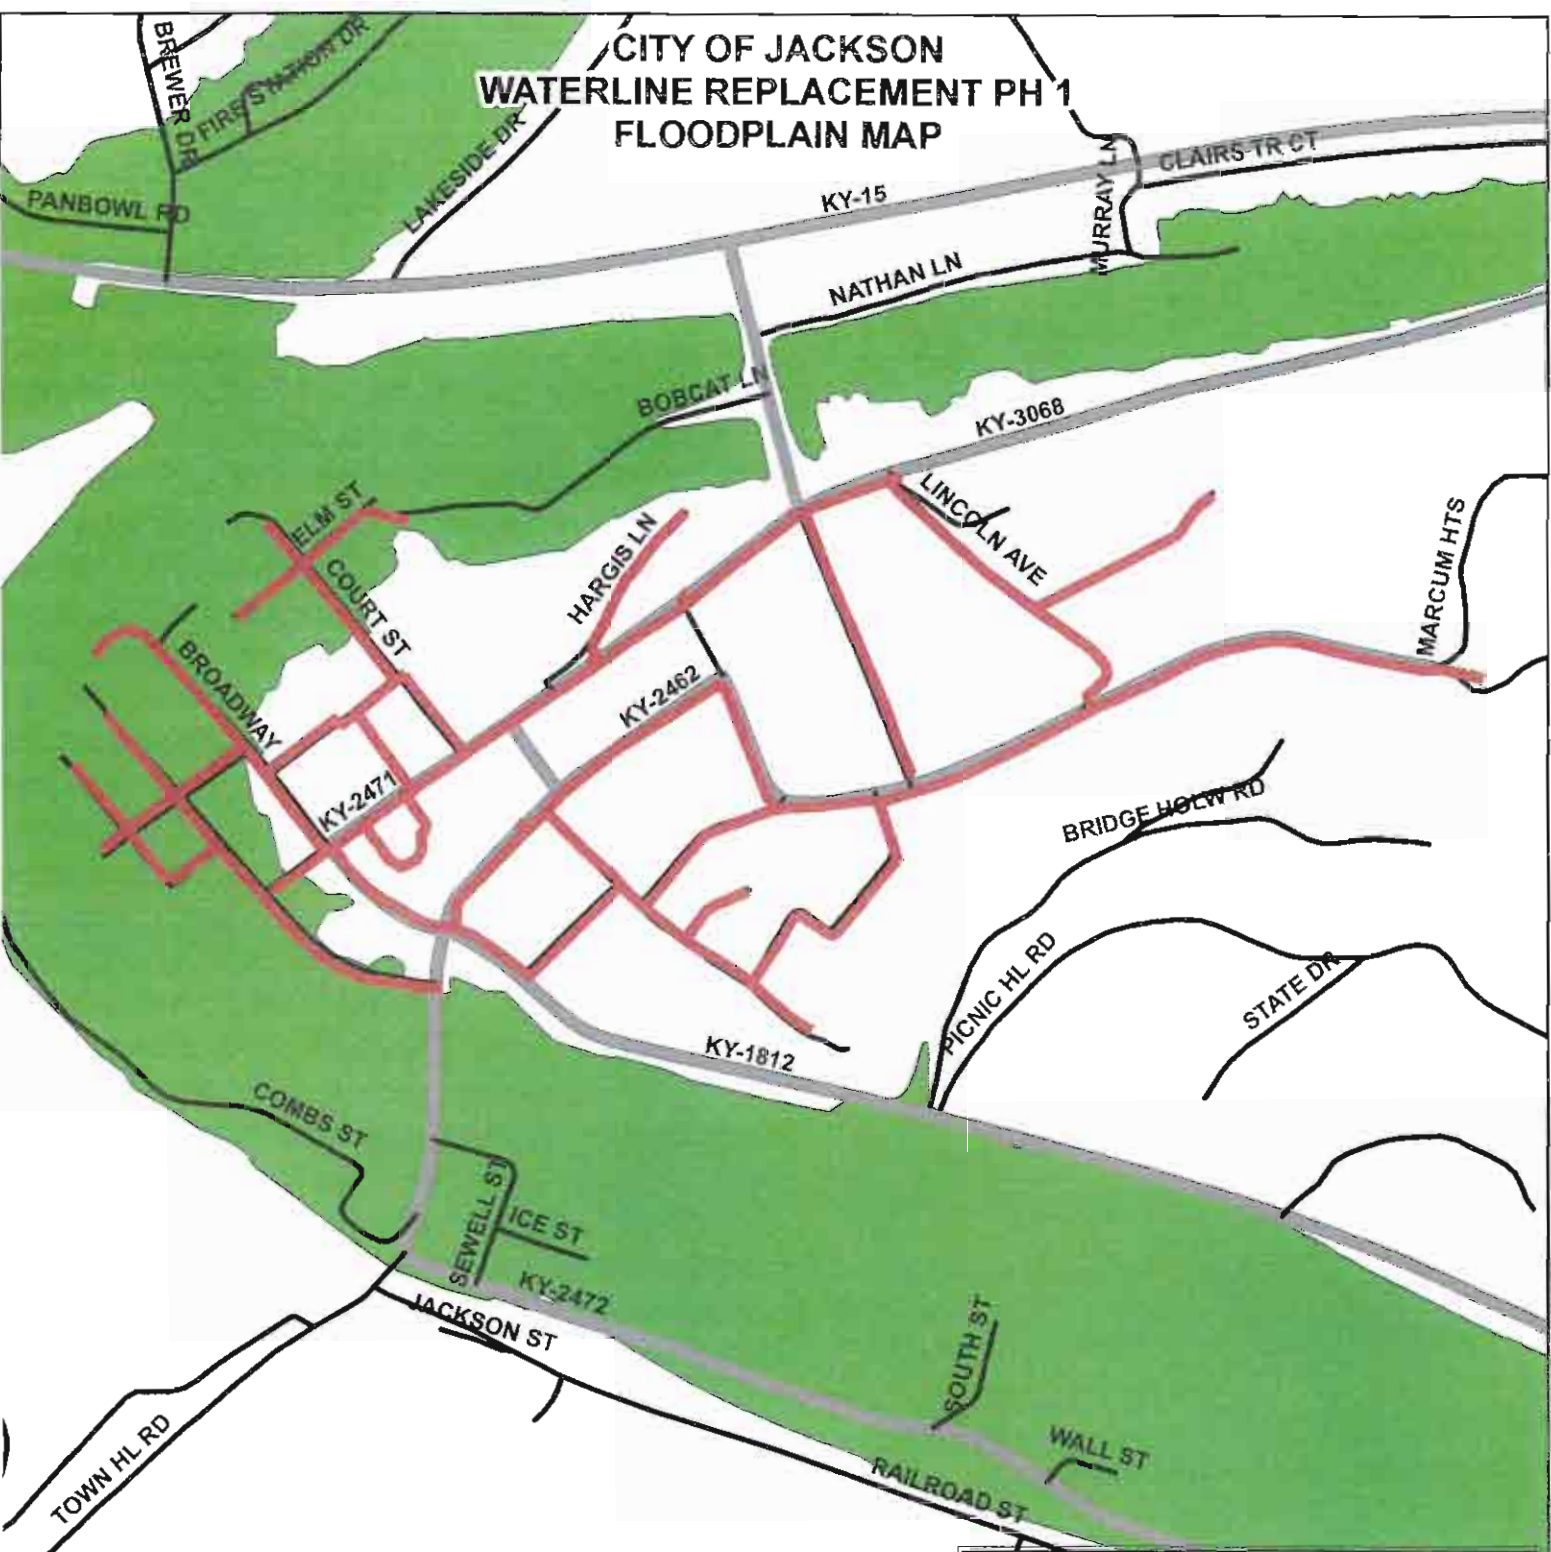 CITY OF JACKSON
WATERLINE REPLACEMENT PH 1
FLOODPLAIN MAP
BREWER DR
FIRE STATION DR
LAKESIDE DR
PANBOWL RD
KY-15
MURRAY LN
CLAIRS TR CT
NATHAN LN
BOBCAT LN
KY-3068
ELM ST
LINCOLN AVE
HARGIS LN
MARCUM HTS
COURT ST
BROADWAY
KY-2462
KY-2471
BRIDGE HOLW RD
PICNIC HL RD
STATE DR
KY-1812
COMBS ST
SEWELL ST
ICE ST
KY-2472
JACKSON ST
SOUTH ST
TOWN HL RD
WALL ST
RAILROAD ST